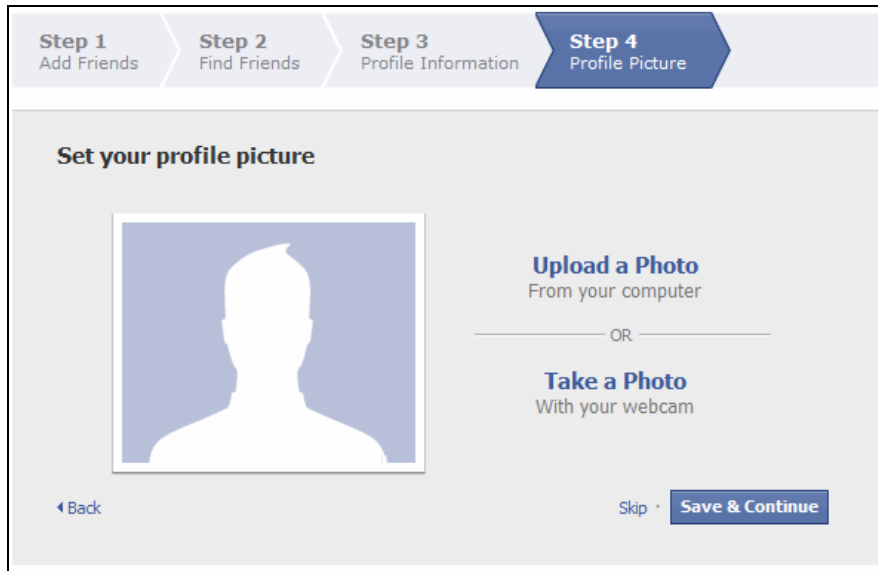 Step 1
Add Friends
Step 2
Find Friends
Step 3
Profile Information
Step 4
Profile Picture
Set your profile picture
Upload a Photo
From your computer
OR
Take a Photo
With your webcam
Back
Skip · Save & Continue